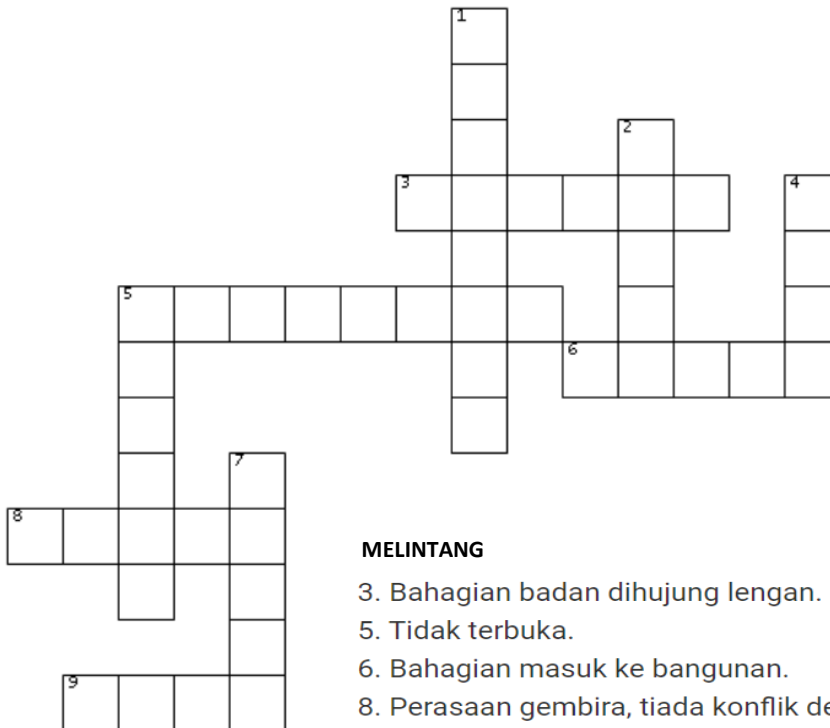 1
2
3
4
5
6
7
8
9
MELINTANG
3. Bahagian badan dihujung lengan.
5. Tidak terbuka.
6. Bahagian masuk ke bangunan.
8. Perasaan gembira, tiada konflik